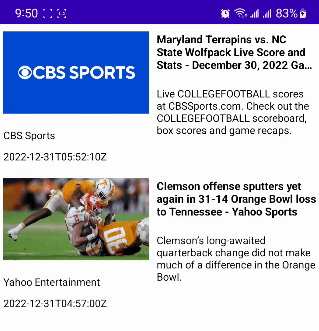 9:50 83%
CBS SPORTS
Maryland Terrapins vs. NC
State Wolfpack Live Score and
Stats - December 30, 2022 Ga...
Live COLLEGEFOOTBALL scores
at CBSSports.com. Check out the
COLLEGEFOOTBALL scoreboard,
box scores and game recaps.
CBS Sports
2022-12-31T05:52:10Z
Clemson offense sputters yet
again in 31-14 Orange Bowl loss
to Tennessee - Yahoo Sports
Clemson's long-awaited
quarterback change did not make
much of a difference in the Orange
Bowl.
Yahoo Entertainment
2022-12-31T04:57:00Z